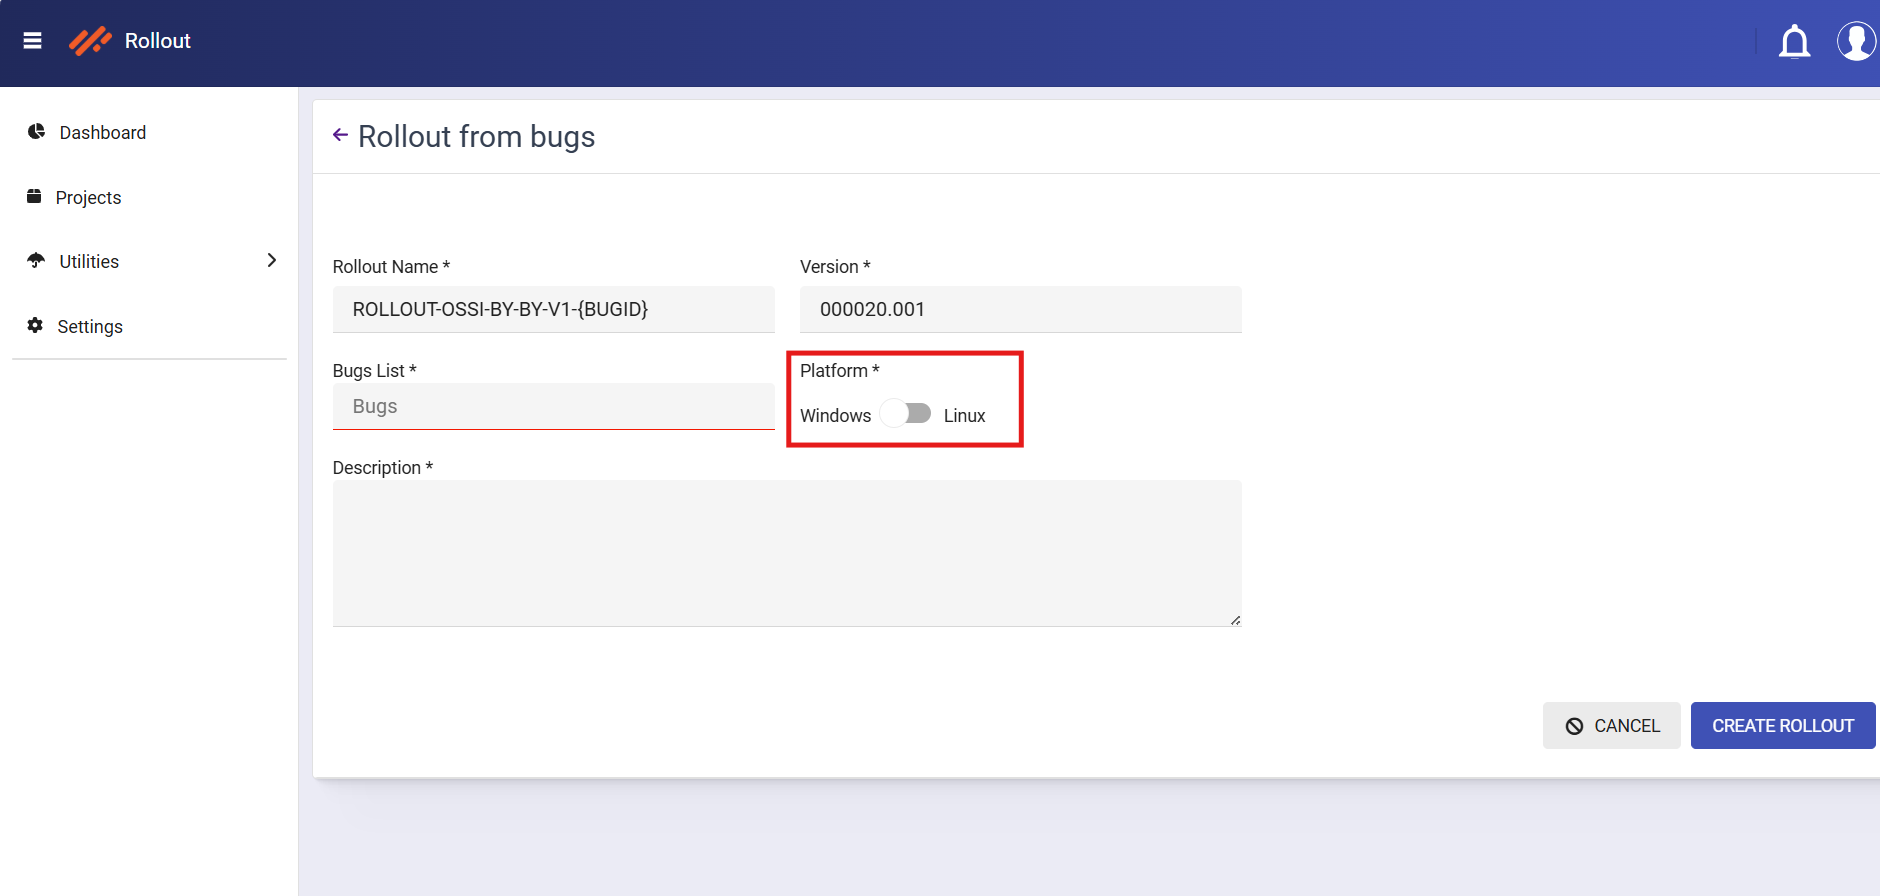 Rollout
Dashboard
Projects
Utilities
Settings
Rollout from bugs
Rollout Name *
Version *
ROLLOUT-OSSI-BY-BY-V1-{BUGID}
000020.001
Bugs List *
Platform *
Bugs
Windows
Linux
Description *
CANCEL
CREATE ROLLOUT